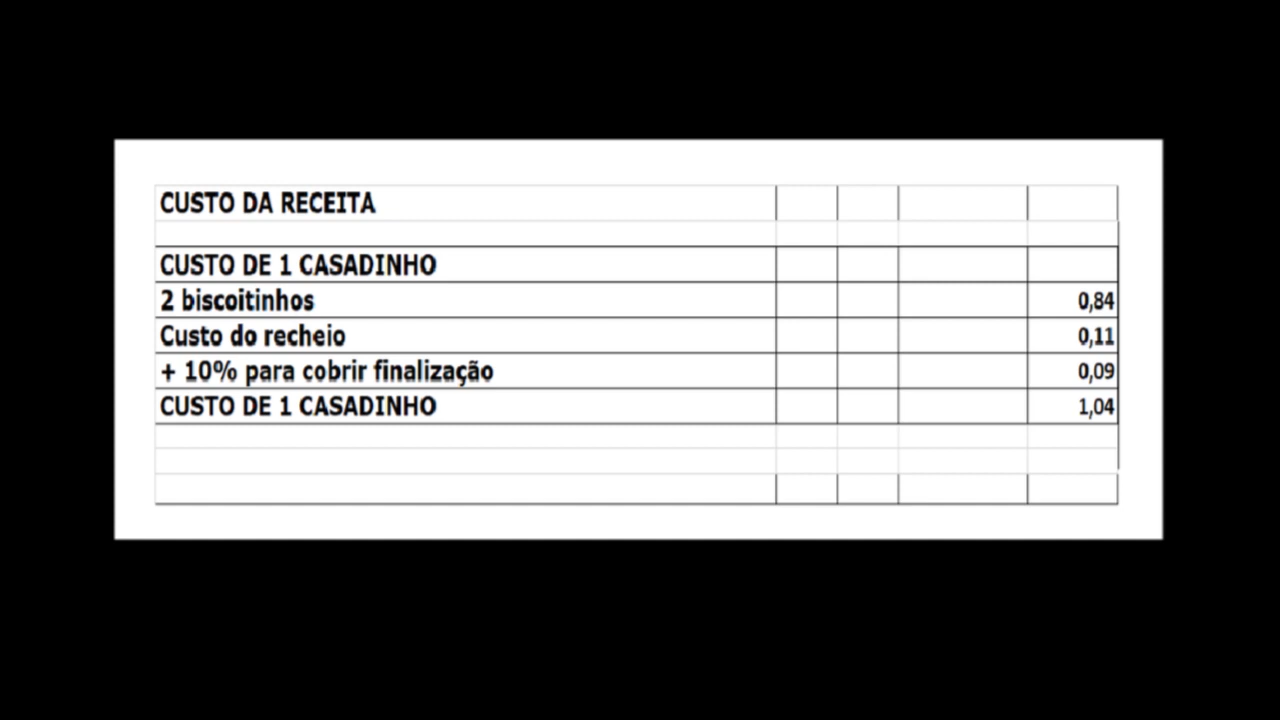 CUSTO DA RECEITA
CUSTO DE 1 CASADINHO
2 biscoitinhos 0,84
Custo do recheio 0,11
+ 10% para cobrir finalização 0,09
CUSTO DE 1 CASADINHO 1,04